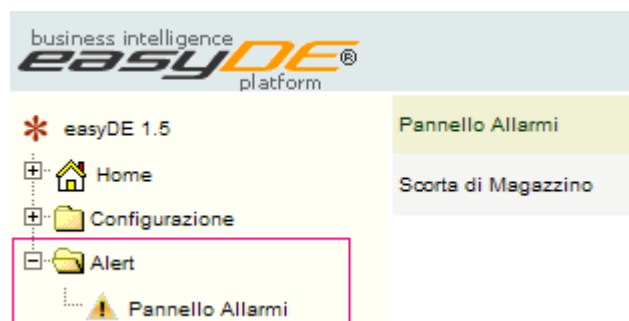 business intelligence
easyDE®
platform
easyDE 1.5
Home
Configurazione
Alert
Pannello Allarmi
Pannello Allarmi
Scorta di Magazzino